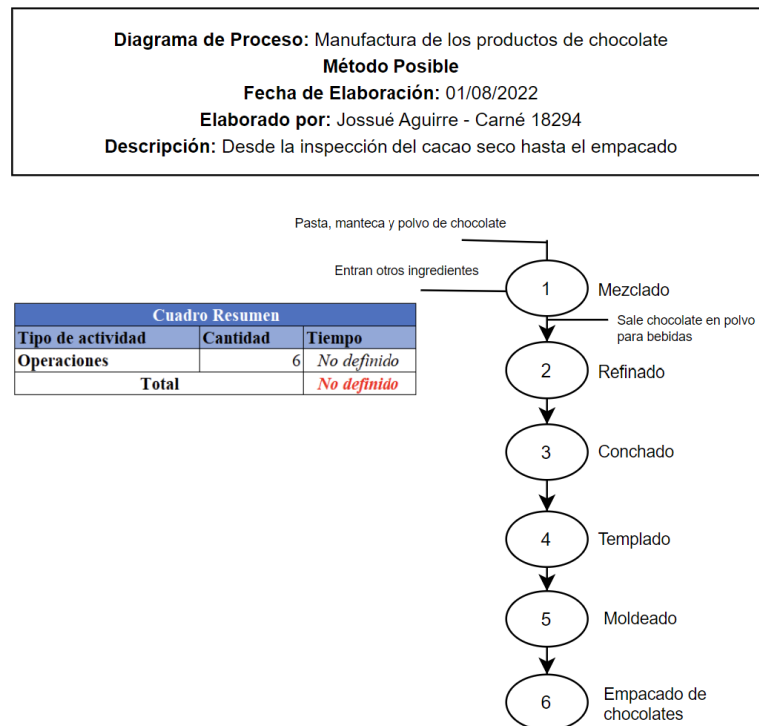 Diagrama de Proceso: Manufactura de los productos de chocolate
Método Posible
Fecha de Elaboración: 01/08/2022
Elaborado por: Jossué Aguirre - Carné 18294
Descripción: Desde la inspección del cacao seco hasta el empacado
Pasta, manteca y polvo de chocolate
Entran otros ingredientes
1 Mezclado
Sale chocolate en polvo
para bebidas
Cuadro Resumen
Tipo de actividad Cantidad Tiempo
Operaciones 6 No definido
Total No definido
2 Refinado
3 Conchado
4 Templado
5 Moldeado
6 Empacado de
chocolates